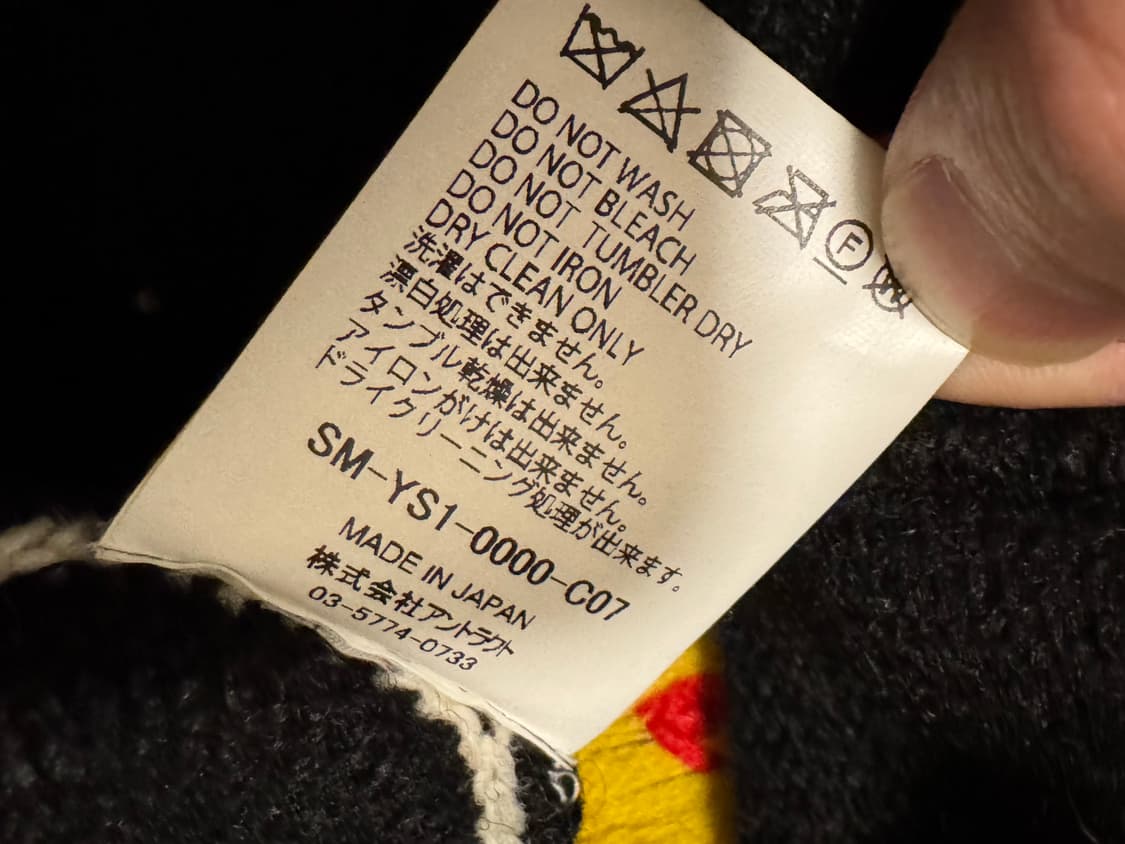 DO NOT WASH
DO NOT BLEACH
DO NOT TUMBLER DRY
DO NOT IRON
DRY CLEAN ONLY
洗濯はできません。
漂白処理は出来ません。
タンブル乾燥は出来ません。
アイロンがけは出来ません。
ドライクリーニング処理が出来ます。
SM-YS1-0000-C07
MADE IN JAPAN
株式会社アントラクト
03-5774-0733
F